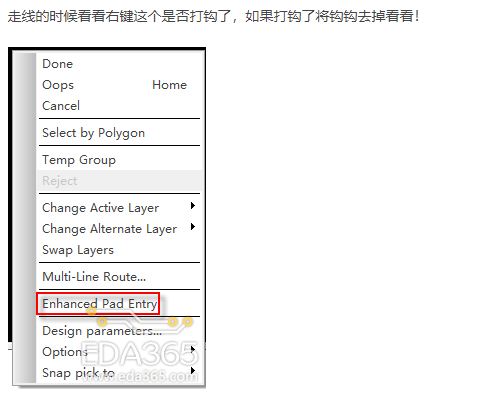 走线的时候看看右键这个是否打钩了，如果打钩了将钩钩去掉看看！
Done
Oops Home
Cancel
Select by Polygon
Temp Group
Reject
Change Active Layer
Change Alternate Layer
Swap Layers
Multi-Line Route...
Enhanced Pad Entry
Design parameters...
Options
Snap pick to
EDA365
www.eda365.com